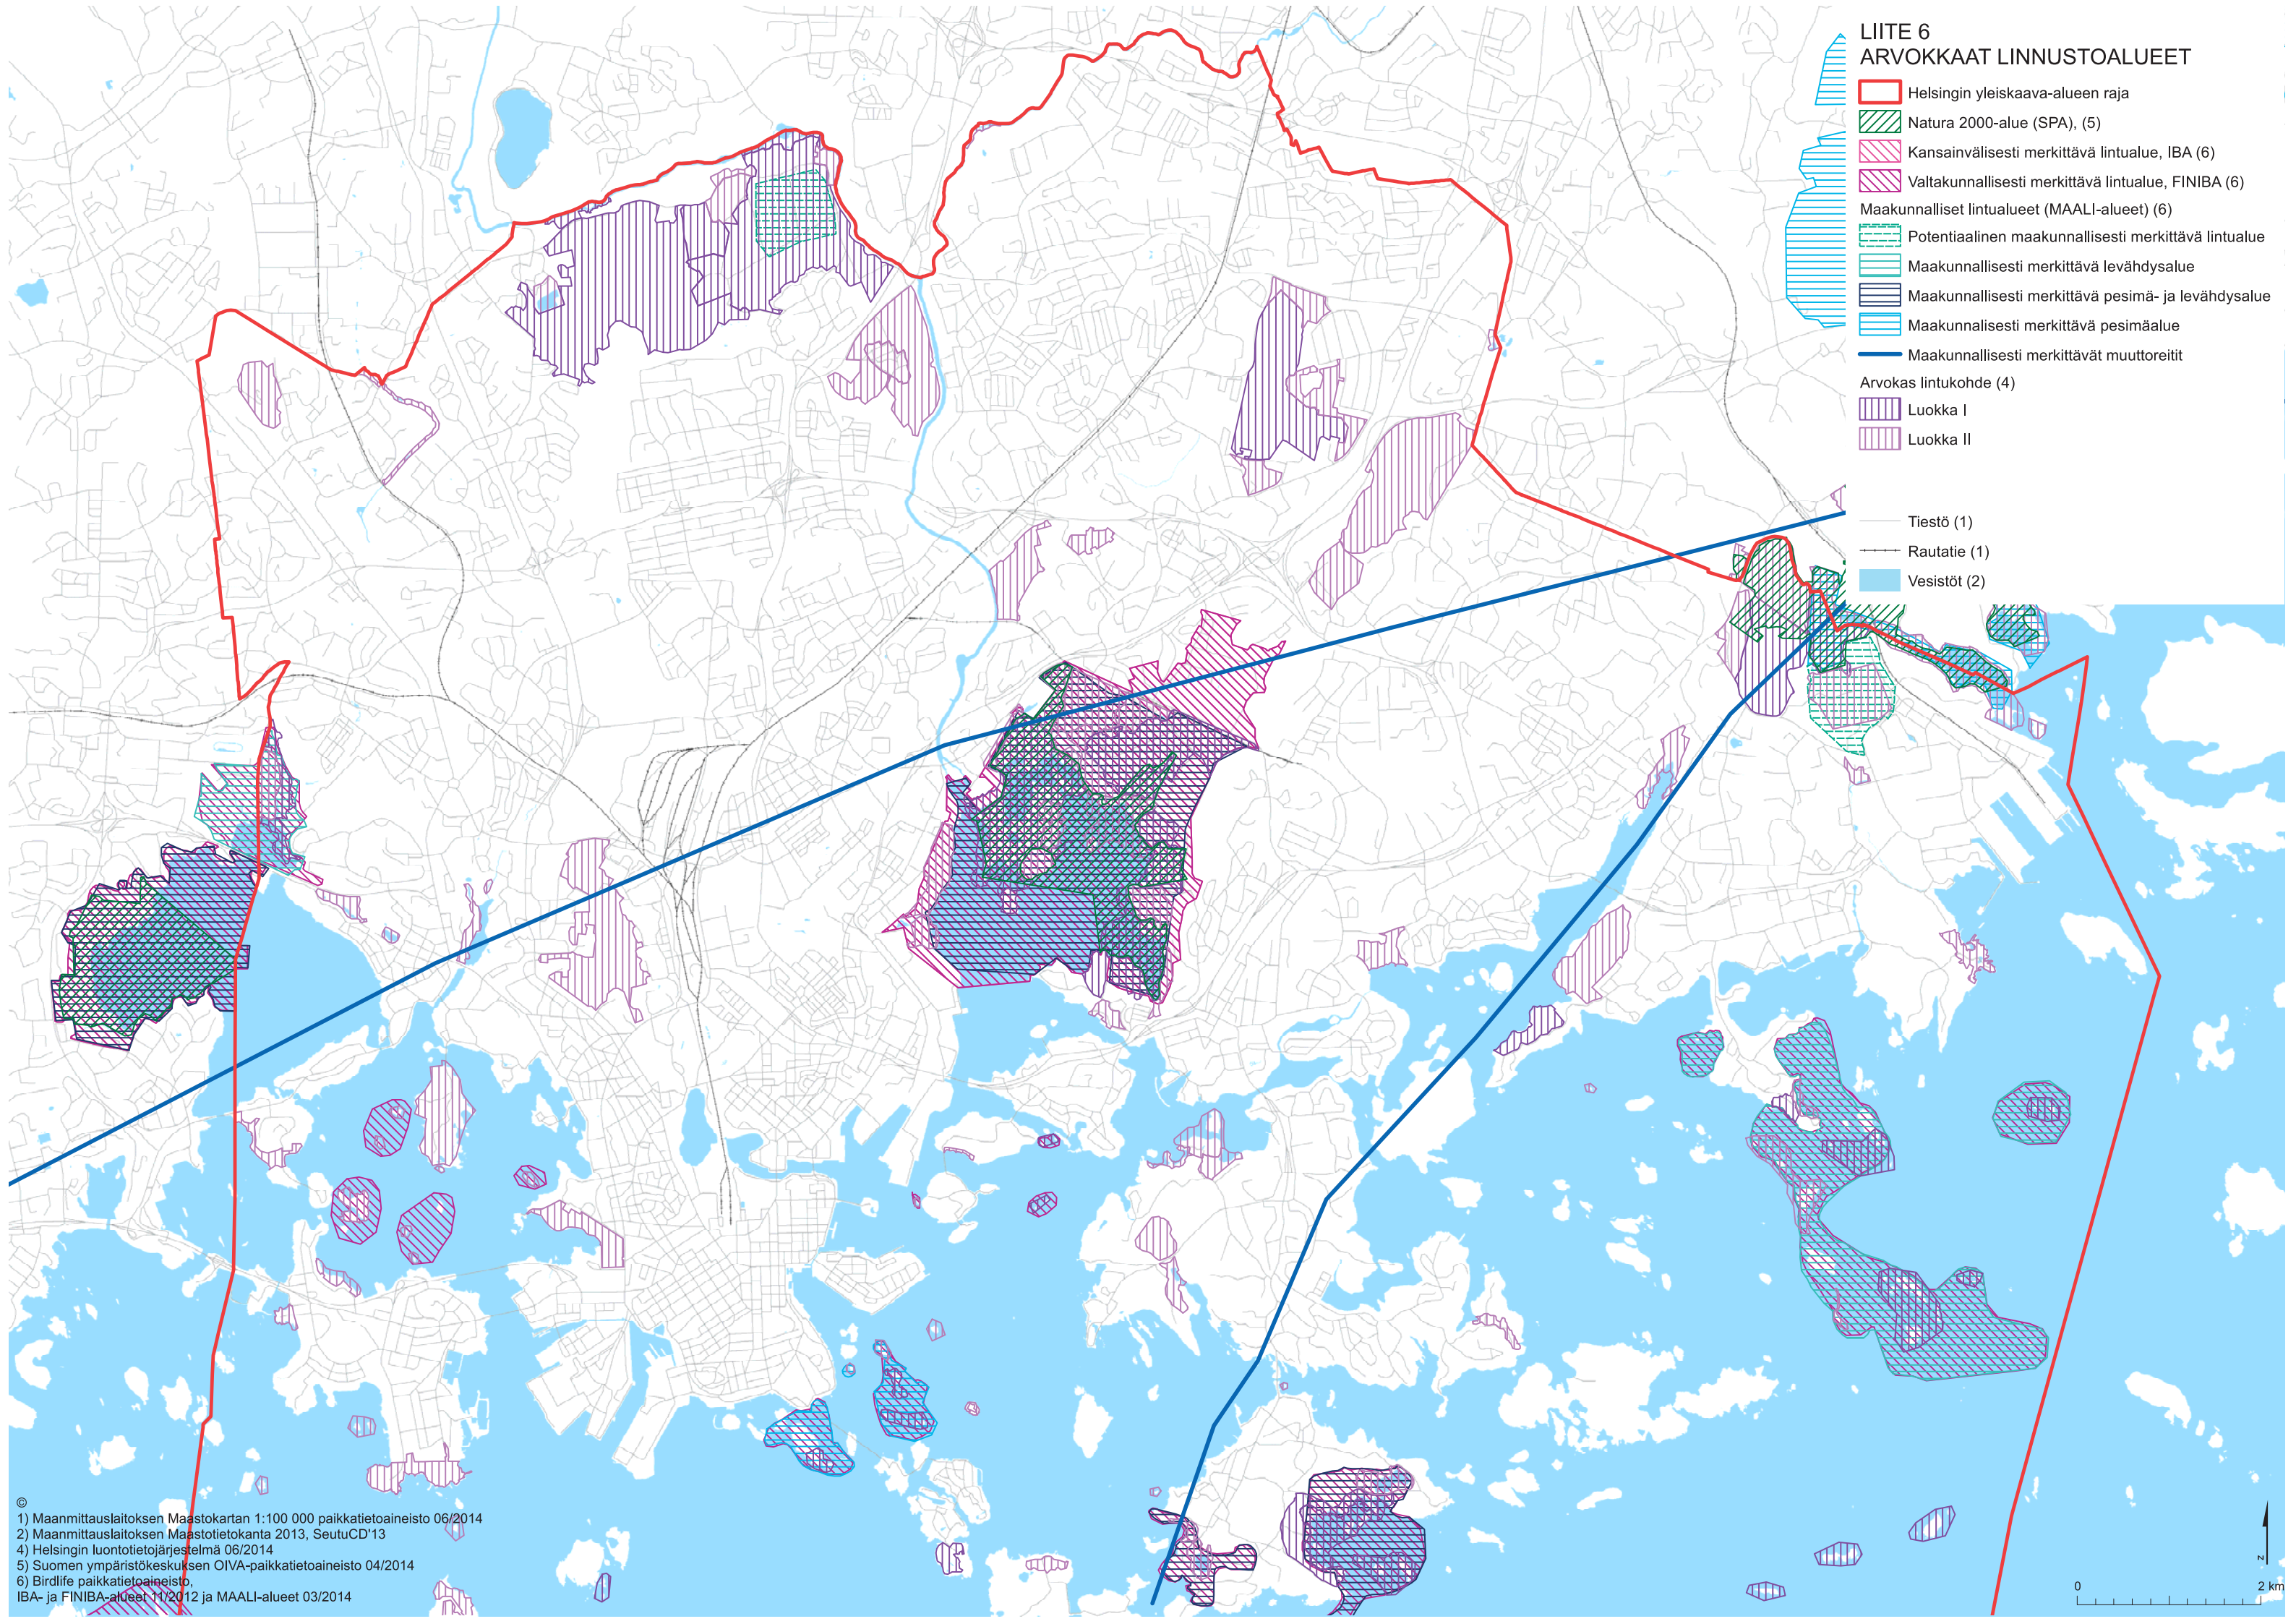 LIITE 6
ARVOKKAAT LINNUSTOALUEET
Helsingin yleiskaava-alueen raja
Natura 2000-alue (SPA), (5)
Kansainvälisesti merkittävä lintualue, IBA (6)
Valtakunnallisesti merkittävä lintualue, FINIBA (6)
Maakunnalliset lintualueet (MAALI-alueet) (6)
Potentiaalinen maakunnallisesti merkittävä lintualue
Maakunnallisesti merkittävä levähdysalue
Maakunnallisesti merkittävä pesimä- ja levähdysalue
Maakunnalisesti merkittävä pesimäalue
Maakunnallisesti merkittävät muuttoreitit
Arvokas lintukohde (4)
Luokka I
Luokka II
Tiestö (1)
Rautatie (1)
Vesistöt (2)
©
1) Maanmittauslaitoksen Maastokartan 1:100 000 paikkatietoaineisto 06/2014
2) Maanmittauslaitoksen Maastotietokanta 2013, SeutuCD'13
4) Helsingin luontotietojärjestelmä 06/2014
5) Suomen ympäristökeskuksen OIVA-paikkatietoaineisto 04/2014
6) Birdlife paikkatietoaineisto,
IBA- ja FINIBA-alueet 11/2012 ja MAALI-alueet 03/2014
N
0 2 km